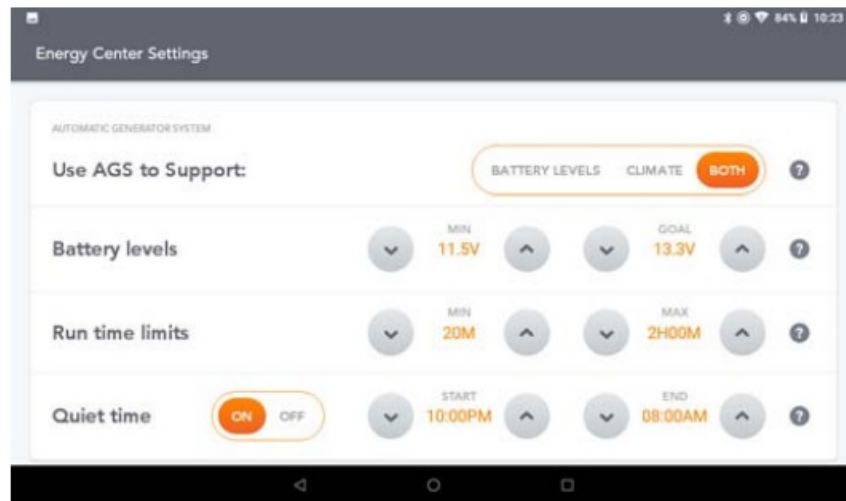 84% 10:23
Energy Center Settings
AUTOMATIC GENERATOR SYSTEM
Use AGS to Support: BATTERY LEVELS CLIMATE BOTH ?
MIN GOAL
Battery levels 11.5V 13.3V ?
MIN MAX
Run time limits 20M 2H00M ?
START END
Quiet time ON OFF 10:00PM 08:00AM ?